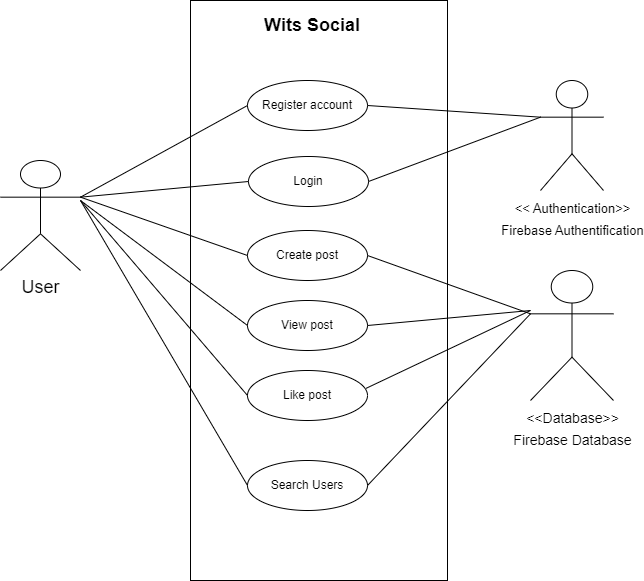 Wits Social
Register account
Login
Create post
View post
Like post
Search Users
User
<< Authentication>>
Firebase Authentification
<<Database>>
Firebase Database